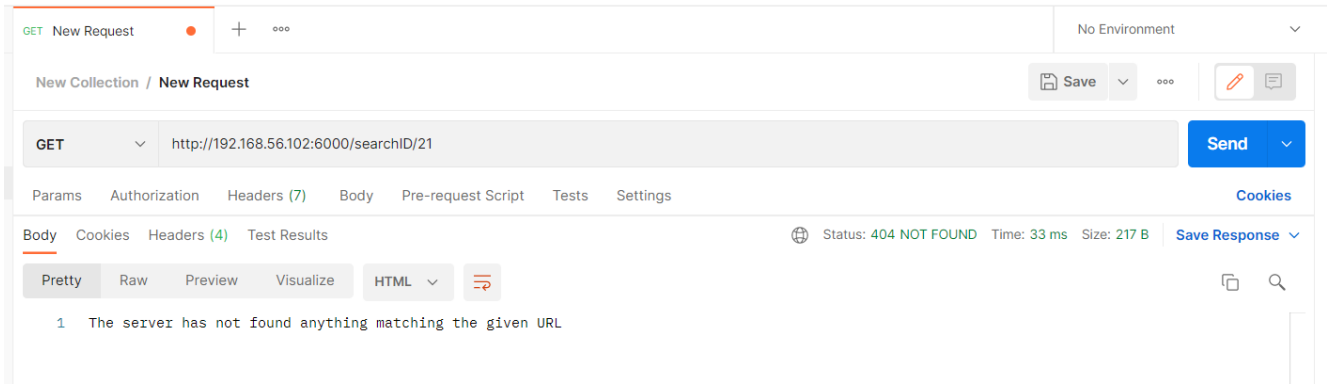 GET New Request No Environment
New Collection / New Request Save
GET http://192.168.56.102:6000/searchID/21 Send
Params Authorization Headers (7) Body Pre-request Script Tests Settings Cookies
Body Cookies Headers (4) Test Results Status: 404 NOT FOUND Time: 33 ms Size: 217 B Save Response
Pretty Raw Preview Visualize HTML
1 The server has not found anything matching the given URL